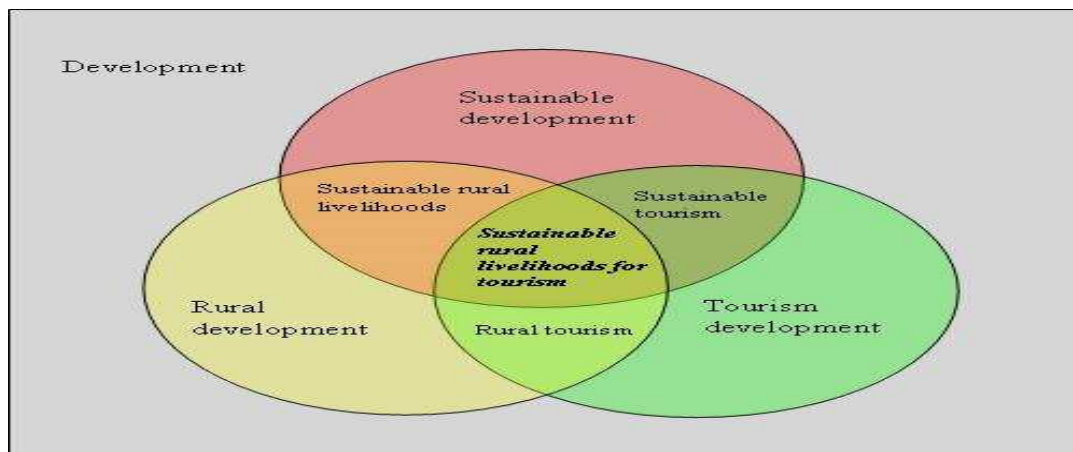 Development
Sustainable
development
Sustainable rural
livelihoods
Sustainable
tourism
Sustainable
rural
livelihoods for
tourism
Rural
development
Rural tourism
Tourism
development